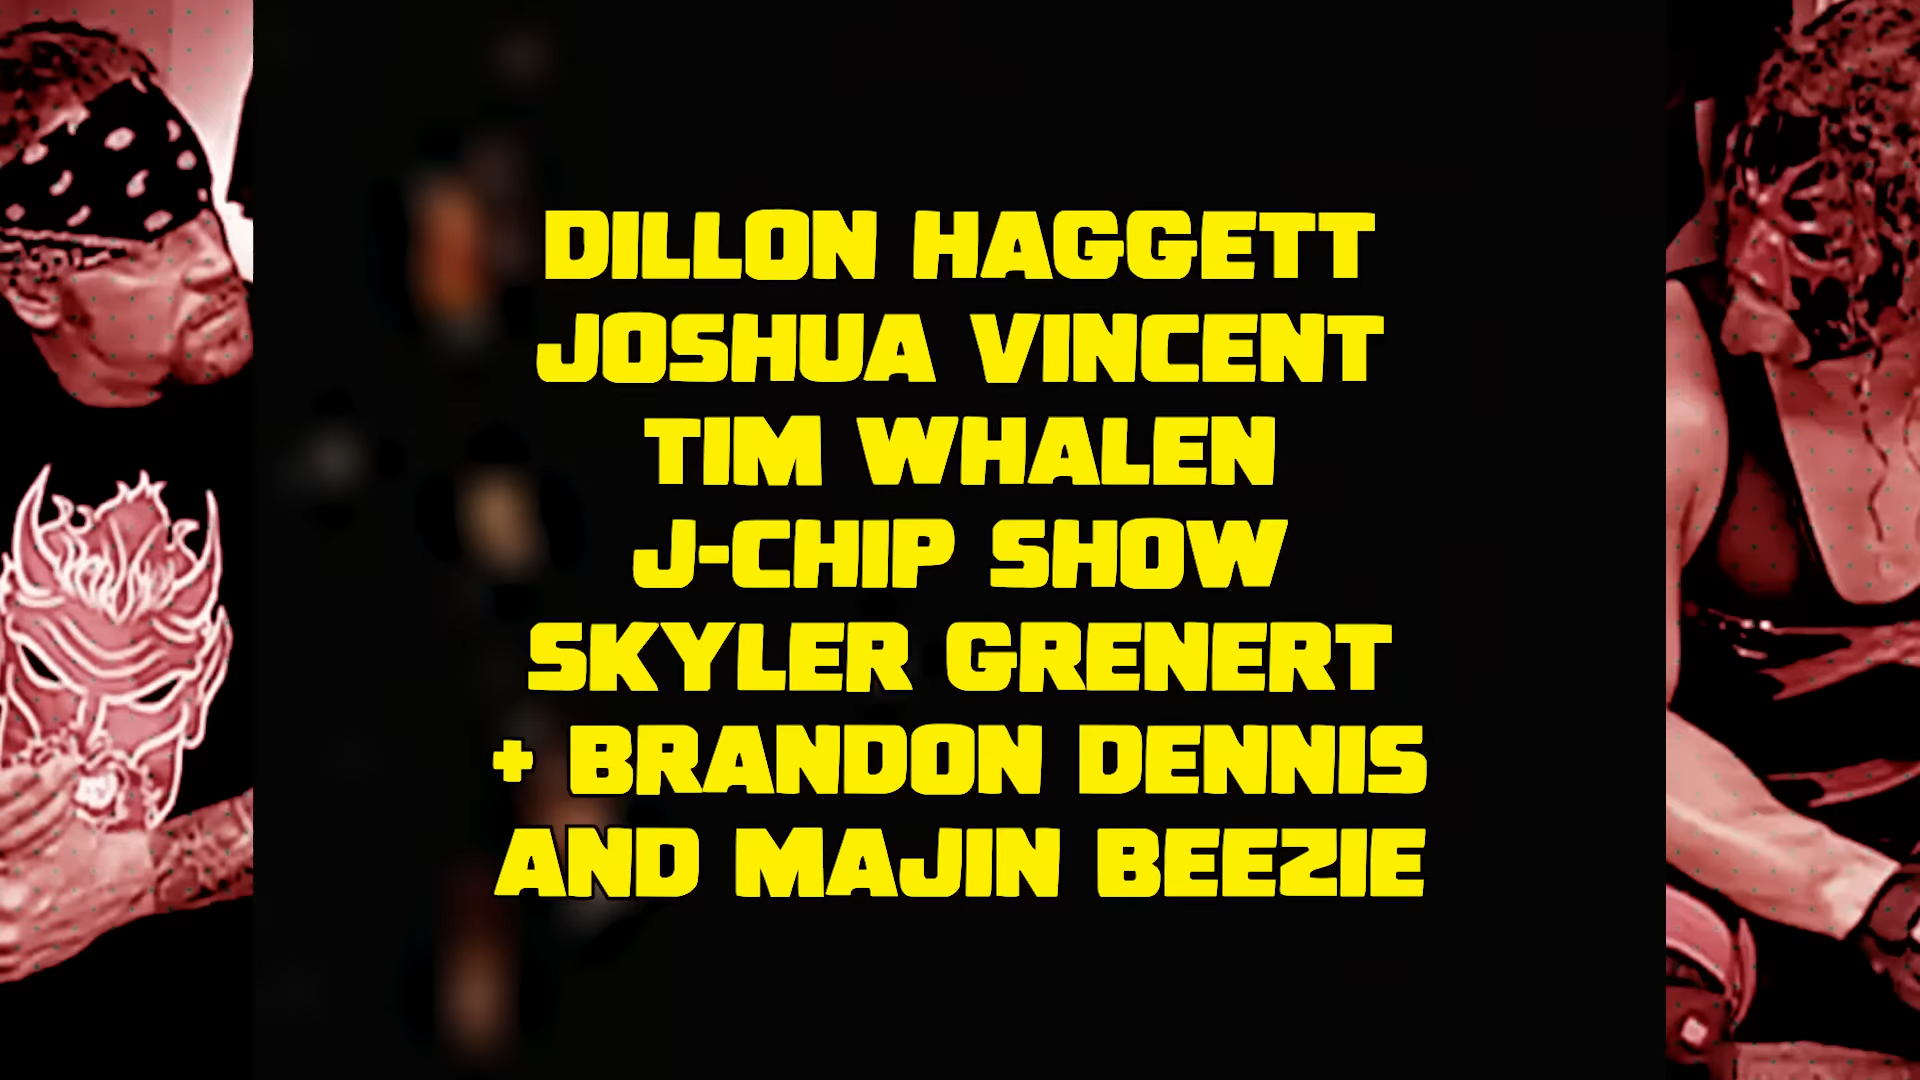 DILLON HAGGETT
JOSHUA VINCENT
TIM WHALEN
J-CHIP SHOW
SKYLER GRENERT
+ BRANDON DENNIS
AND MAJIN BEEZIE